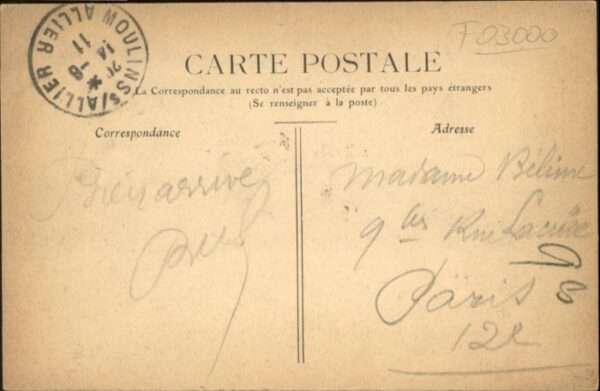 MOULINS S/ALLIER
ALLIER
*8
14
11
F03000
CARTE POSTALE
La Correspondance au recto n'est pas acceptée par tous les pays étrangers
(Se renseigner à la poste)
Correspondance
Adresse
Bien arrivé
Madame Béline
9 bis Rue Lacuée
Paris
12e